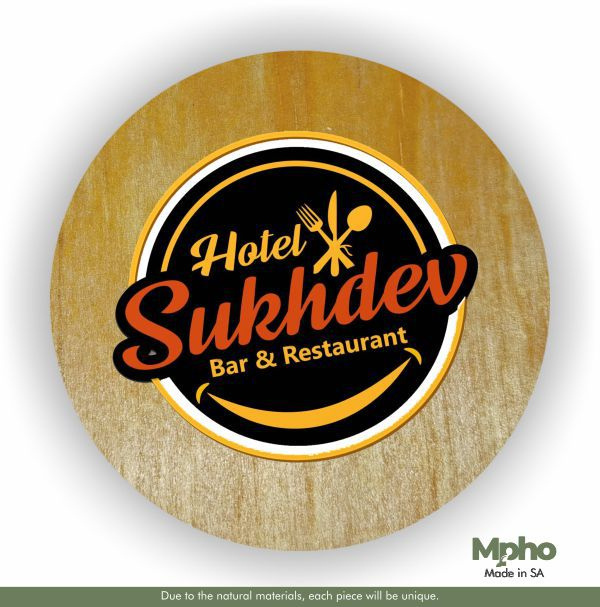 Hotel
Sukhdev
Bar & Restaurant
Mpho
Made in SA
Due to the natural materials, each piece will be unique.